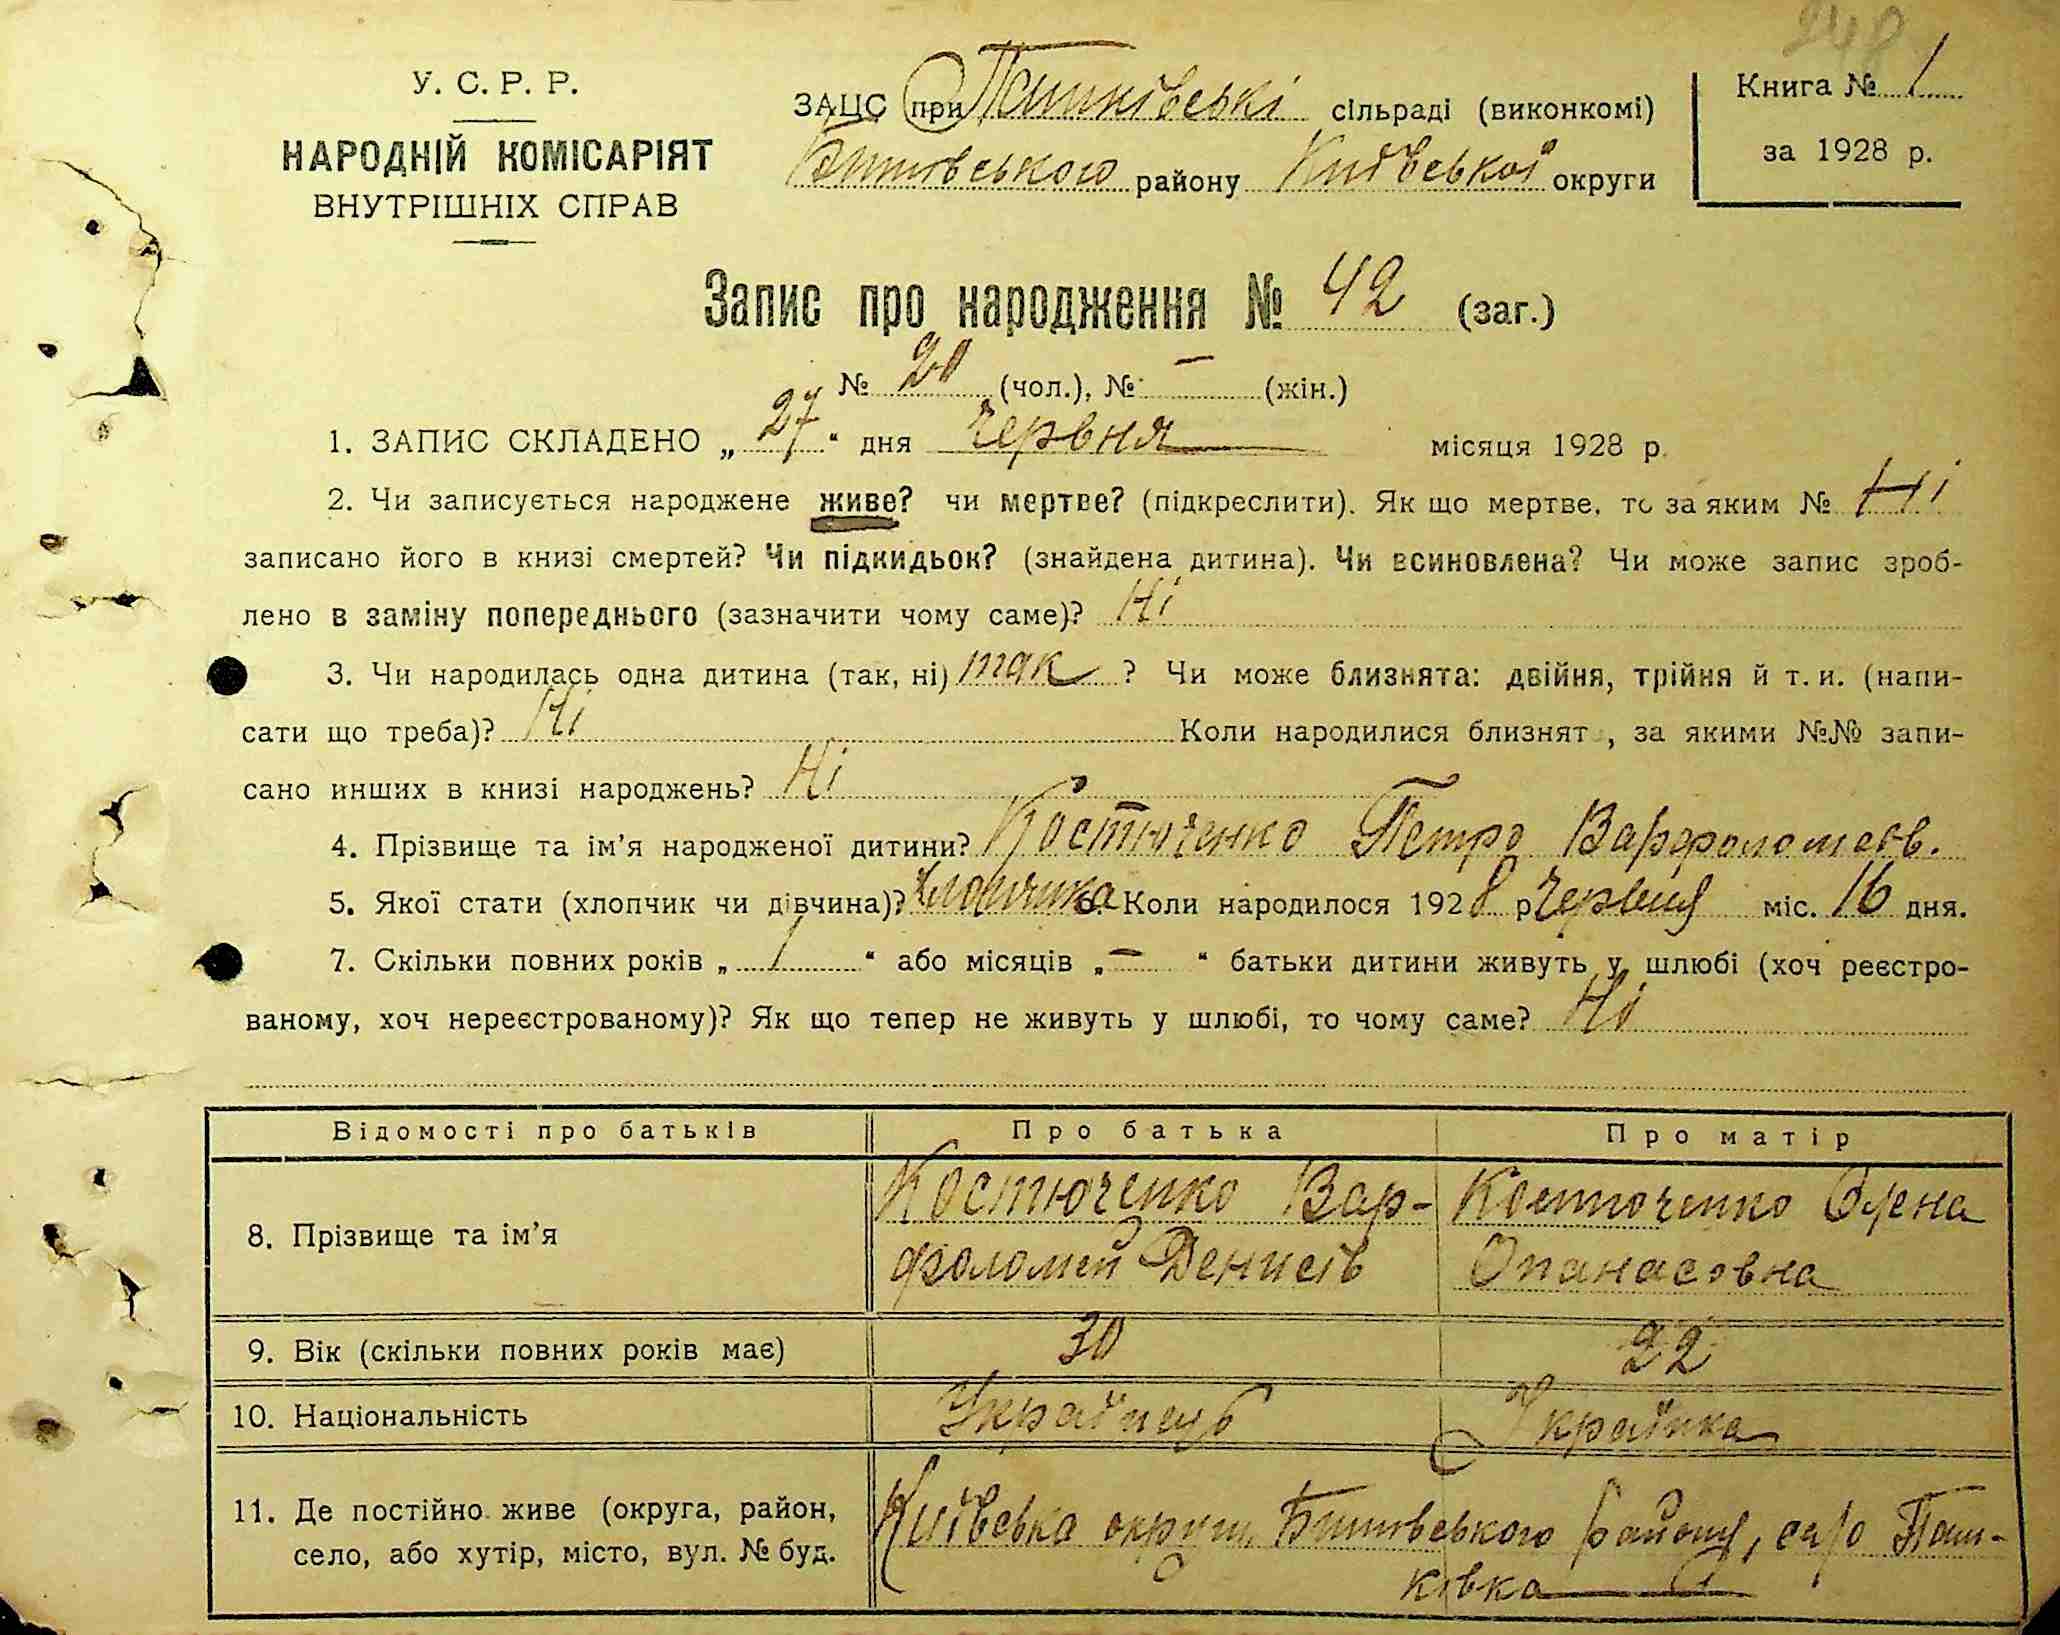 248
У. С. Р. Р.
НАРОДНІЙ КОМІСАРІЯТ
ВНУТРІШНІХ СПРАВ
ЗАЦС при Пашківські сільраді (виконкомі)
Бишівського району Київської округи
Книга № 1
за 1928 р.
Запис про народження № 42 (заг.)
№ 20 (чол.), № — (жін.)
1. ЗАПИС СКЛАДЕНО „27“ дня червня місяця 1928 р.
2. Чи записується народжене живе? чи мертве? (підкреслити). Як що мертве, то за яким № Ні
записано його в книзі смертей? Чи підкидьок? (знайдена дитина). Чи всиновлена? Чи може запис зроб-
лено в заміну попереднього (зазначити чому саме)? Ні
3. Чи народилась одна дитина (так, ні) так ? Чи може близнята: двійня, трійня й т. и. (напи-
сати що треба)? Ні Коли народилися близнят , за якими №№ запи-
сано инших в книзі народжень? Ні
4. Прізвище та ім'я народженої дитини? Костюченко Петро Варфоломеєв.
5. Якої стати (хлопчик чи дівчина)? хлопчика 6. Коли народилося 1928 р червня міс. 16 дня.
7. Скільки повних років „ 1 “ або місяців „ — “ батьки дитини живуть у шлюбі (хоч реєстро-
ваному, хоч нереєстрованому)? Як що тепер не живуть у шлюбі, то чому саме? Ні
Відомості про батьків Про батька Про матір
8. Прізвище та ім'я Костюченко Вар-
фоломей Денисів Костюченко Олена
Опанасовна
9. Вік (скільки повних років має) 30 22
10. Національність Українець Українка
11. Де постійно живе (округа, район,
село, або хутір, місто, вул. № буд.
Київська округи, Бишівського району, село Паш-
ківка